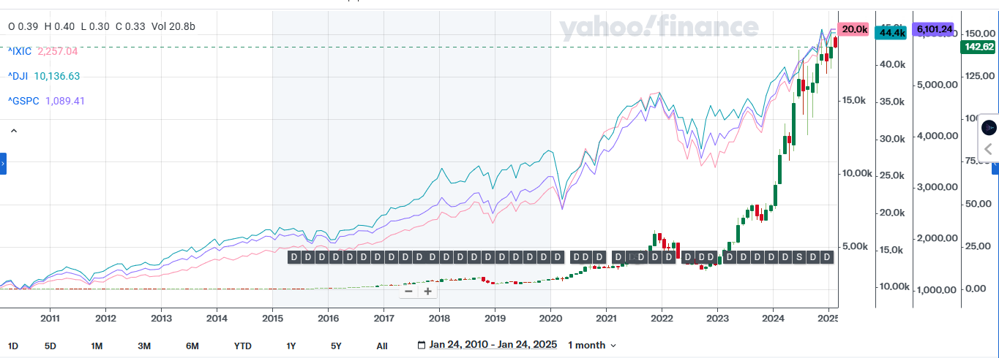 yahoo!finance
O 0.39 H 0.40 L 0.30 C 0.33 Vol 20.8b
^IXIC 2,257.04
^DJI 10,136.63
^GSPC 1,089.41
20.0k
15.0k
10.00k
5.00k
44.4k
40.0k
35.0k
30.0k
25.0k
20.0k
15.0k
10.00k
6,101.24
5,000.00
4,000.00
3,000.00
2,000.00
1,000.00
150.00
142.62
125.00
50.00
25.00
0.00
D D D D D D D D D D D D D D D D D D D D D D D D D D D D D D D D D D D S D D
− +
2011 2012 2013 2014 2015 2016 2017 2018 2019 2020 2021 2022 2023 2024 2025
1D 5D 1M 3M 6M YTD 1Y 5Y All Jan 24, 2010 - Jan 24, 2025 1 month